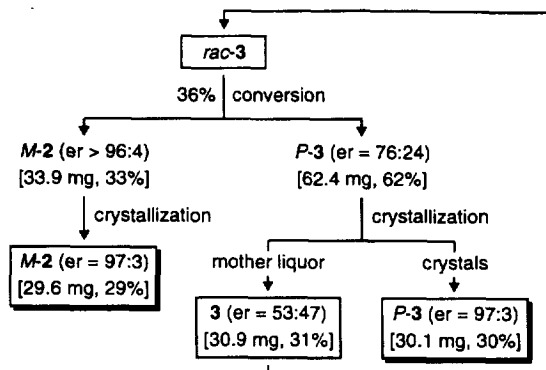 rac-3
36% conversion
M-2 (er > 96:4)
[33.9 mg, 33%]
P-3 (er = 76:24)
[62.4 mg, 62%]
crystallization
crystallization
M-2 (er = 97:3)
[29.6 mg, 29%]
mother liquor
crystals
3 (er = 53:47)
[30.9 mg, 31%]
P-3 (er = 97:3)
[30.1 mg, 30%]